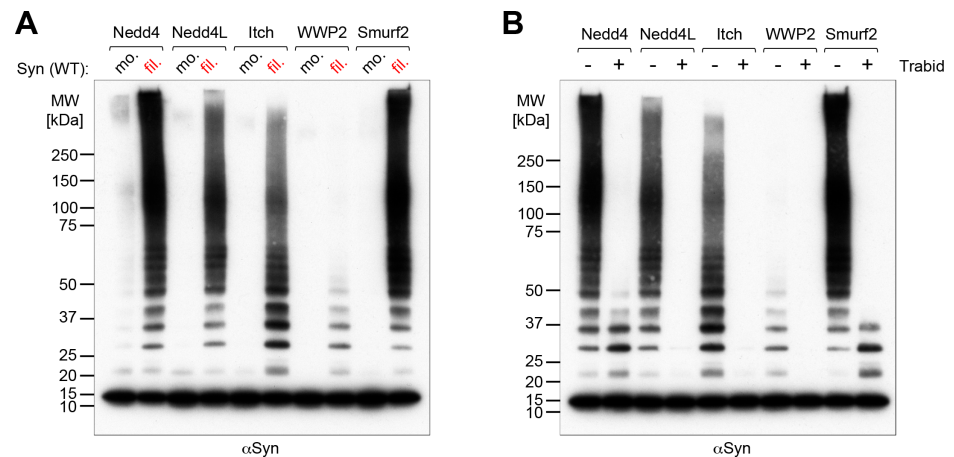 A
Nedd4 Nedd4L Itch WWP2 Smurf2
Syn (WT): mo. fil. mo. fil. mo. fil. mo. fil. mo. fil.
MW
[kDa]
250
150
100
75
50
37
25
20
15
10
αSyn
B
Nedd4 Nedd4L Itch WWP2 Smurf2
- + - + - + - + - + Trabid
MW
[kDa]
250
150
100
75
50
37
25
20
15
10
αSyn